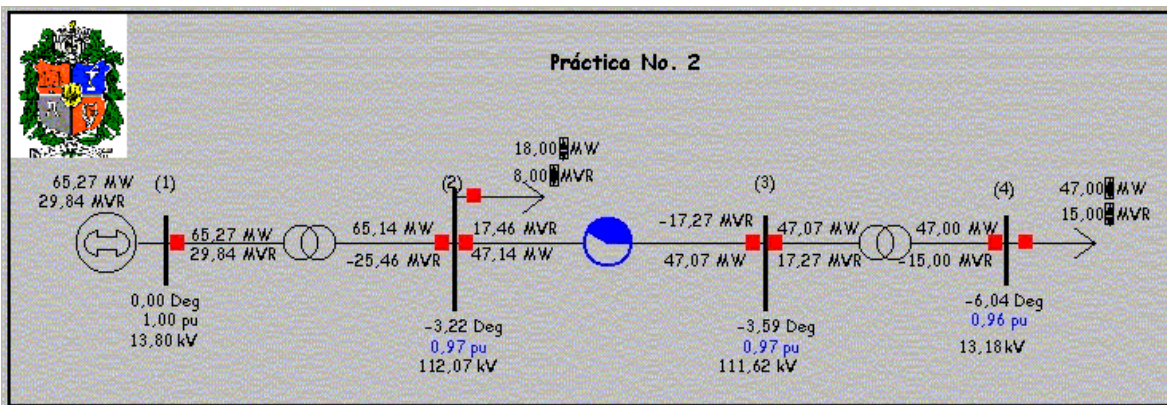 Práctica No. 2
65,27 MW
29,84 MVR
(1)
65,27 MW
29,84 MVR
0,00 Deg
1,00 pu
13,80 kV
65,14 MW
-25,46 MVR
(2)
18,00 MW
8,00 MVR
17,46 MVR
47,14 MW
-3,22 Deg
0,97 pu
112,07 kV
-17,27 MVR
47,07 MW
(3)
47,07 MW
17,27 MVR
-3,59 Deg
0,97 pu
111,62 kV
47,00 MW
-15,00 MVR
(4)
47,00 MW
15,00 MVR
-6,04 Deg
0,96 pu
13,18 kV